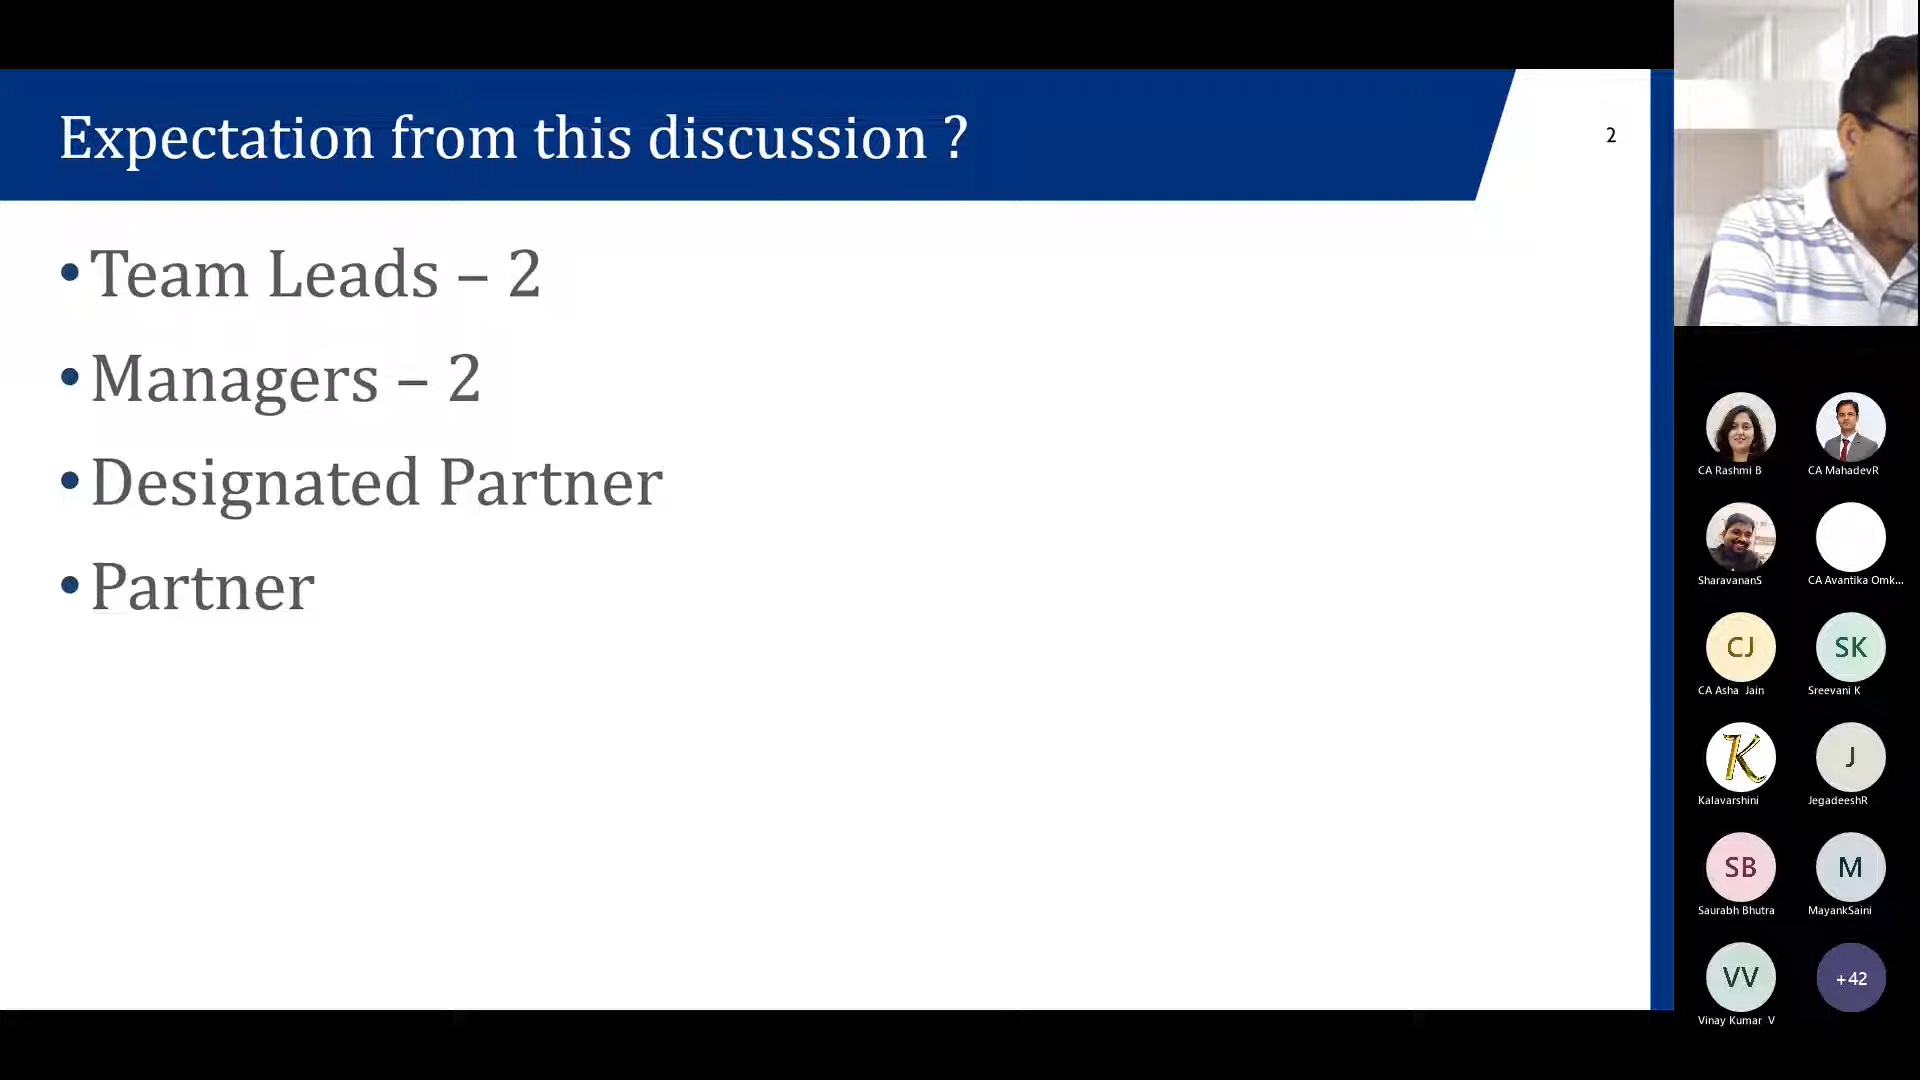 Expectation from this discussion ?
2
•Team Leads – 2
•Managers – 2
•Designated Partner
•Partner
CA Rashmi B
CA MahadevR
SharavananS
CA Avantika Omk...
CJ
SK
CA Asha Jain
Sreevani K
K
J
Kalavarshini
JegadeeshR
SB
M
Saurabh Bhutra
MayankSaini
VV
+42
Vinay Kumar V